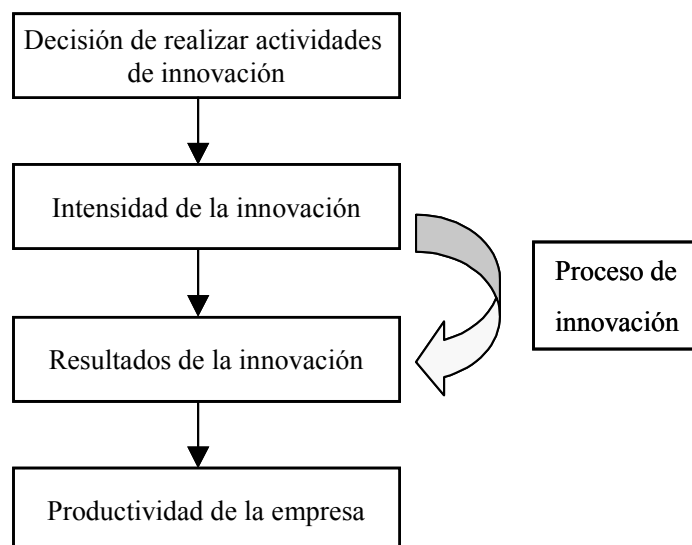 Decisión de realizar actividades
de innovación
Intensidad de la innovación
Proceso de
innovación
Resultados de la innovación
Productividad de la empresa